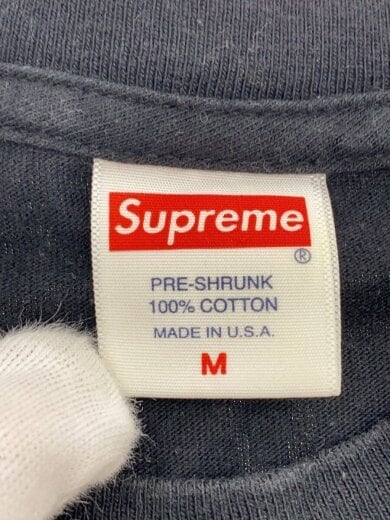 Supreme
®
PRE-SHRUNK
100% COTTON
MADE IN U.S.A.
M